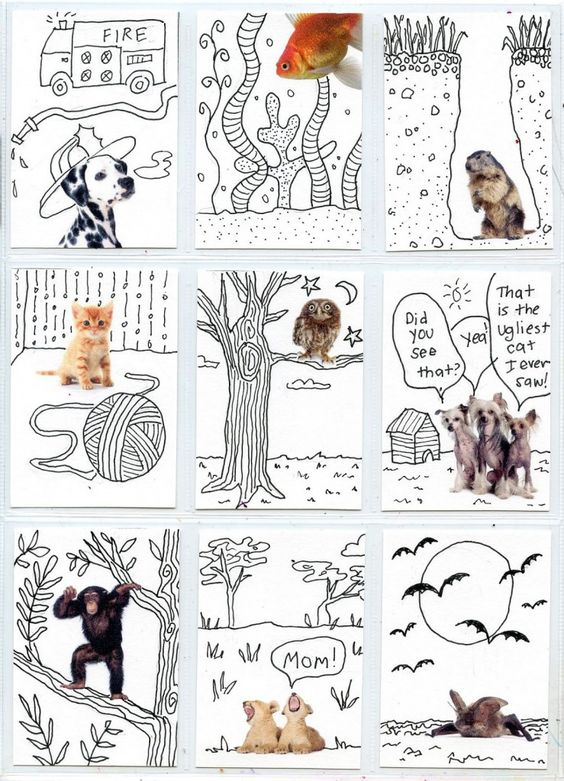 FIRE
Did
you
see
that?
Yea!
That
is the
ugliest
cat
I ever
saw!
MOM!